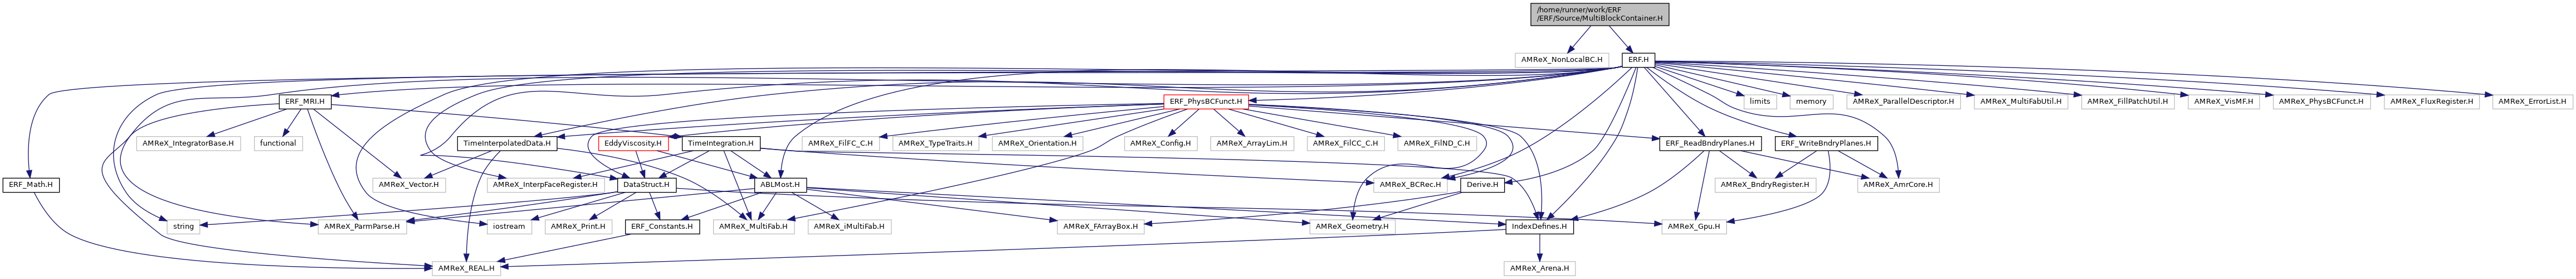 /home/runner/work/ERF
/ERF/Source/MultiBlockContainer.H
AMReX_NonLocalBC.H
ERF.H
ERF_MRI.H
ERF_PhysBCFunct.H
limits
memory
AMReX_ParallelDescriptor.H
AMReX_MultiFabUtil.H
AMReX_FillPatchUtil.H
AMReX_VisMF.H
AMReX_PhysBCFunct.H
AMReX_FluxRegister.H
AMReX_ErrorList.H
AMReX_IntegratorBase.H
functional
TimeInterpolatedData.H
EddyViscosity.H
TimeIntegration.H
AMReX_FilFC_C.H
AMReX_TypeTraits.H
AMReX_Orientation.H
AMReX_Config.H
AMReX_ArrayLim.H
AMReX_FilCC_C.H
AMReX_FilND_C.H
ERF_ReadBndryPlanes.H
ERF_WriteBndryPlanes.H
ERF_Math.H
AMReX_Vector.H
AMReX_InterpFaceRegister.H
DataStruct.H
ABLMost.H
AMReX_BCRec.H
Derive.H
AMReX_BndryRegister.H
AMReX_AmrCore.H
string
AMReX_ParmParse.H
iostream
AMReX_Print.H
ERF_Constants.H
AMReX_MultiFab.H
AMReX_iMultiFab.H
AMReX_FArrayBox.H
AMReX_Geometry.H
IndexDefines.H
AMReX_Gpu.H
AMReX_REAL.H
AMReX_Arena.H